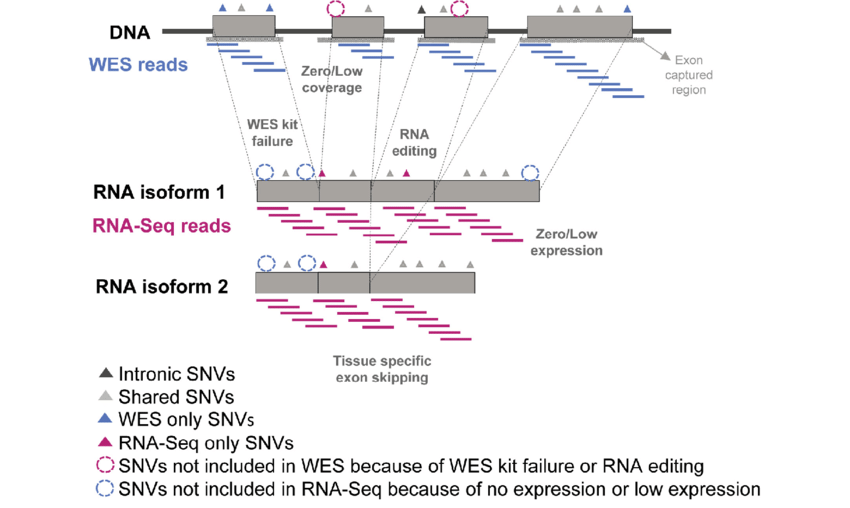 DNA
WES reads
Zero/Low
coverage
Exon
captured
region
WES kit
failure
RNA
editing
RNA isoform 1
RNA-Seq reads
Zero/Low
expression
RNA isoform 2
Tissue specific
exon skipping
Intronic SNVs
Shared SNVs
WES only SNVs
RNA-Seq only SNVs
SNVs not included in WES because of WES kit failure or RNA editing
SNVs not included in RNA-Seq because of no expression or low expression